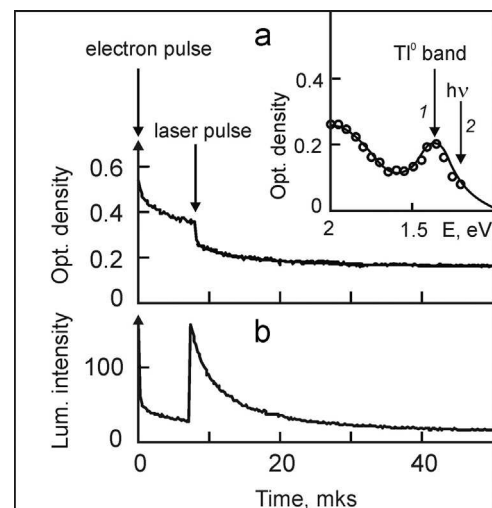 electron pulse
a
Tl⁰ band
hν
0.4
1
2
laser pulse
0.2
Opt. density
0
2
1.5
E, eV
0.6
0.4
0.2
0
Opt. density
b
100
0
Lum. intensity
0
20
40
Time, mks